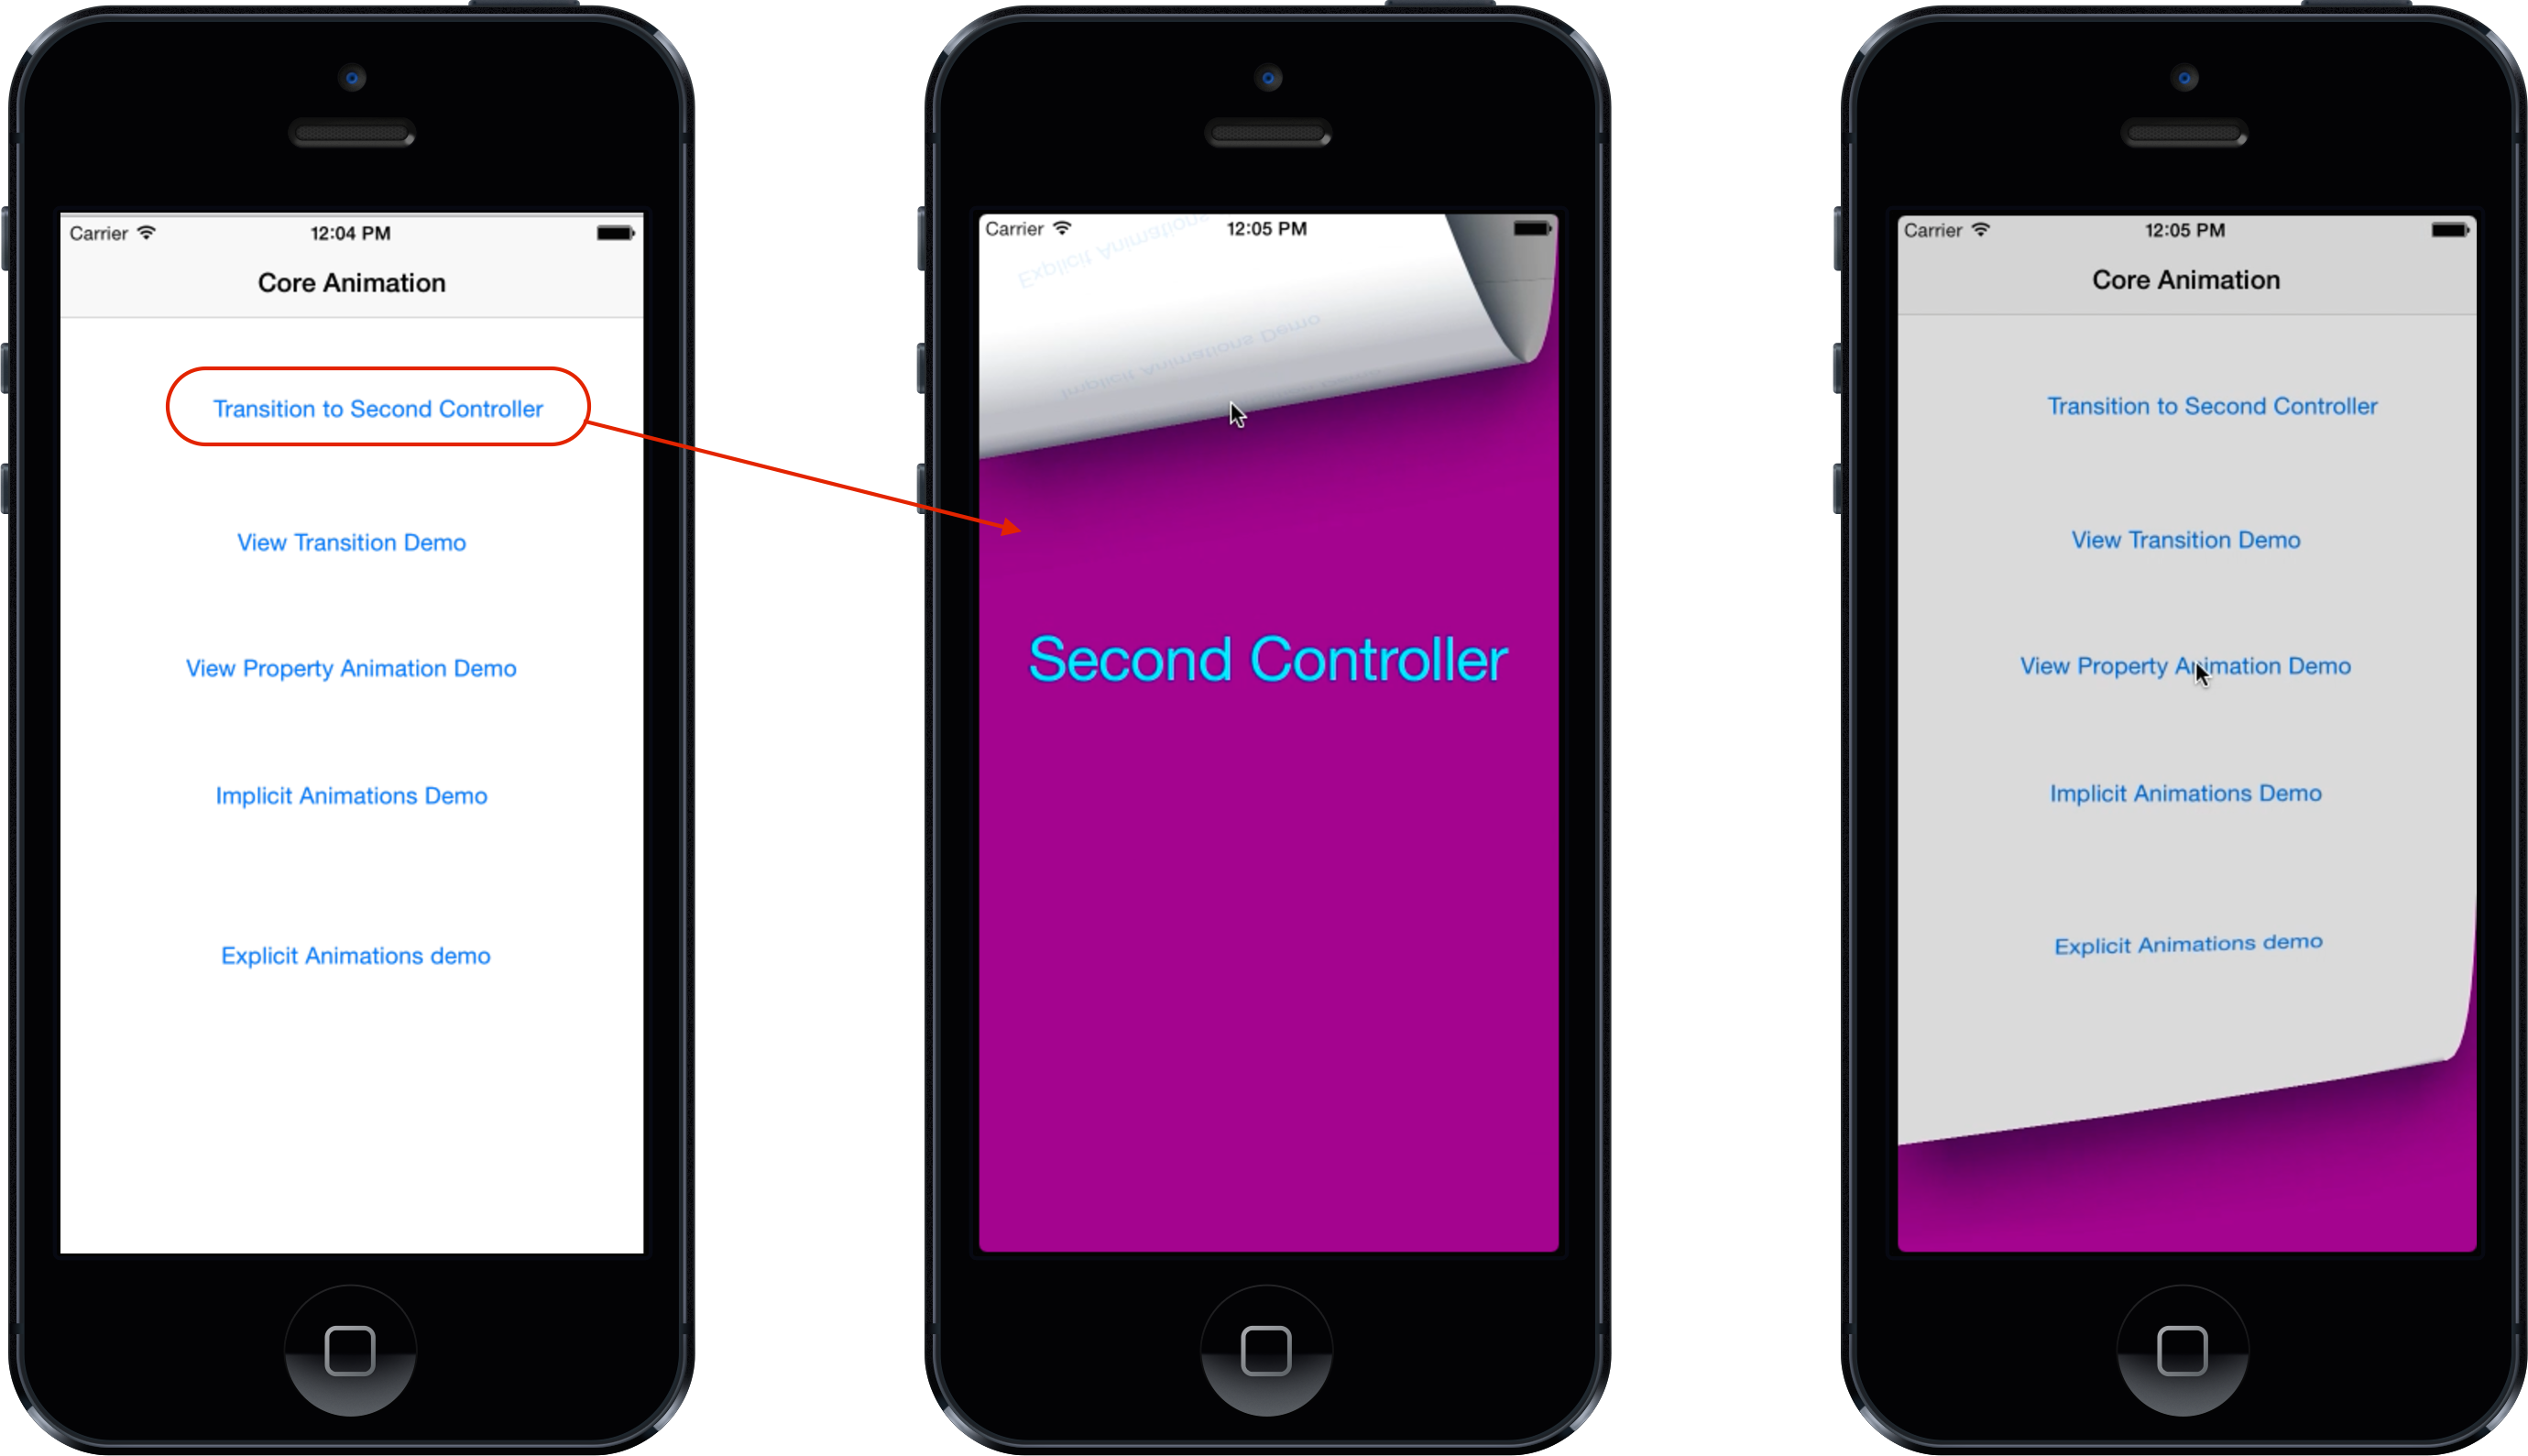 Carrier 12:04 PM
Core Animation
Transition to Second Controller
View Transition Demo
View Property Animation Demo
Implicit Animations Demo
Explicit Animations demo
Carrier 12:05 PM
Explicit Animations
Implicit Animations Demo
Second Controller
Carrier 12:05 PM
Core Animation
Transition to Second Controller
View Transition Demo
View Property Animation Demo
Implicit Animations Demo
Explicit Animations demo